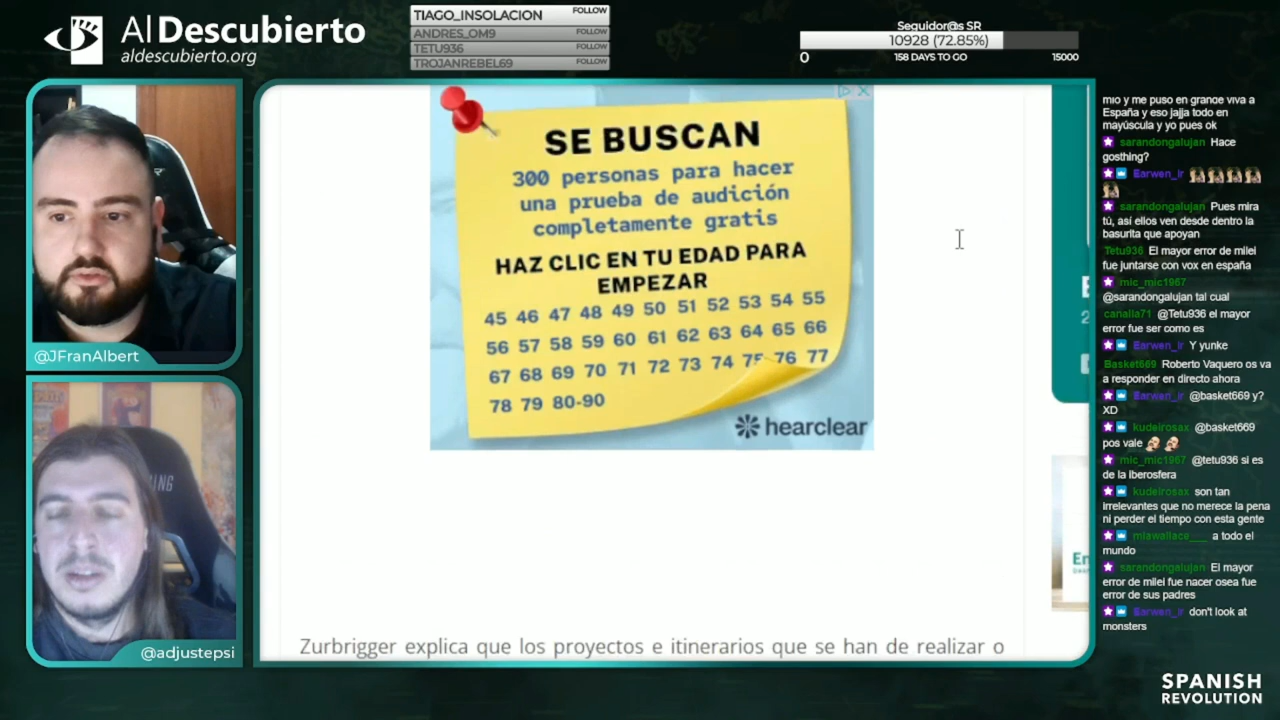 Al Descubierto
aldescubierto.org
TIAGO_INSOLACION FOLLOW
ANDRES_OM9 FOLLOW
TETU936 FOLLOW
TROJANREBEL69 FOLLOW
Seguidor@s SR
10928 (72.85%)
0 158 DAYS TO GO 15000
@JFranAlbert
@adjustepsi
SE BUSCAN
300 personas para hacer
una prueba de audición
completamente gratis
HAZ CLIC EN TU EDAD PARA
EMPEZAR
45 46 47 48 49 50 51 52 53 54 55
56 57 58 59 60 61 62 63 64 65 66
67 68 69 70 71 72 73 74 75 76 77
78 79 80-90
hearclear
Zurbrigger explica que los proyectos e itinerarios que se han de realizar o
mío y me puso en grande viva a
España y eso jajja todo en
mayúscula y yo pues ok
sarandongalujan Hace
gosthing?
Earwen_ir
sarandongalujan Pues mira
tú, así ellos ven desde dentro la
basurita que apoyan
Tetu936 El mayor error de milei
fue juntarse con vox en españa
mic_mic1967
@sarandongalujan tal cual
canalla71 @Tetu936 el mayor
error fue ser como es
Earwen_ir Y yunke
Basket669 Roberto Vaquero os va
a responder en directo ahora
Earwen_ir @basket669 y?
XD
kudeirosax @basket669
pos vale
mic_mic1967 @tetu936 si es
de la iberosfera
kudeirosax son tan
irrelevantes que no merece la pena
ni perder el tiempo con esta gente
miawallace___ a todo el
mundo
sarandongalujan El mayor
error de milei fue nacer osea fue
error de sus padres
Earwen_ir don't look at
monsters
SPANISH
REVOLUTION